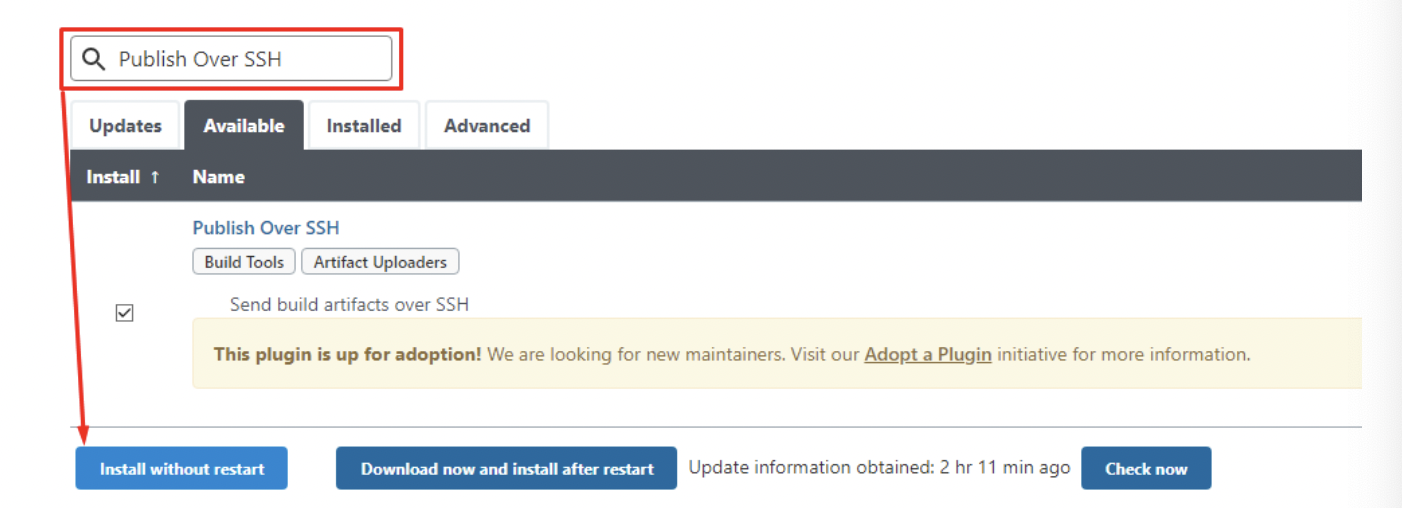 Publish Over SSH
Updates Available Installed Advanced
Install ↑ Name
Publish Over SSH
Build Tools Artifact Uploaders
Send build artifacts over SSH
This plugin is up for adoption! We are looking for new maintainers. Visit our Adopt a Plugin initiative for more information.
Install without restart Download now and install after restart Update information obtained: 2 hr 11 min ago Check now